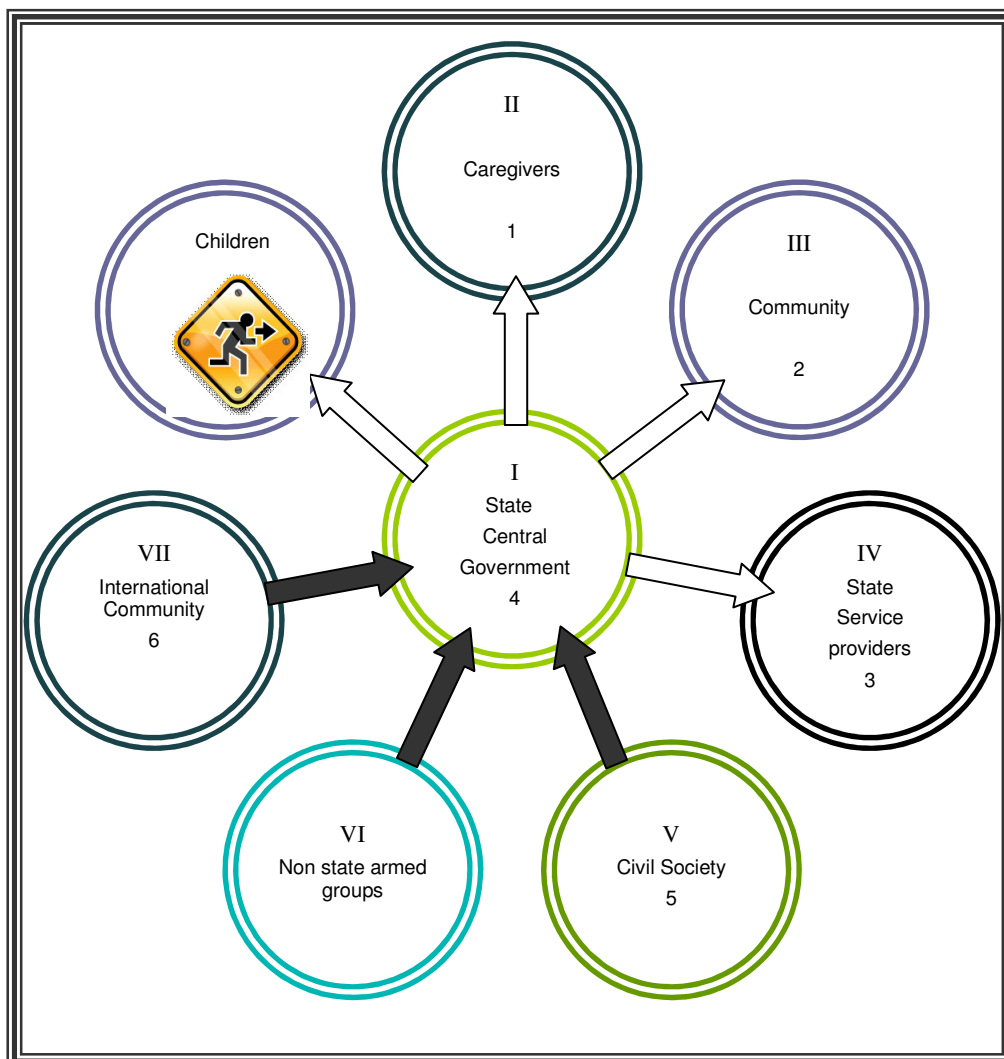 II
Caregivers
1
Children
III
Community
2
I
State
Central
Government
4
VII
International
Community
6
IV
State
Service
providers
3
VI
Non state armed
groups
V
Civil Society
5